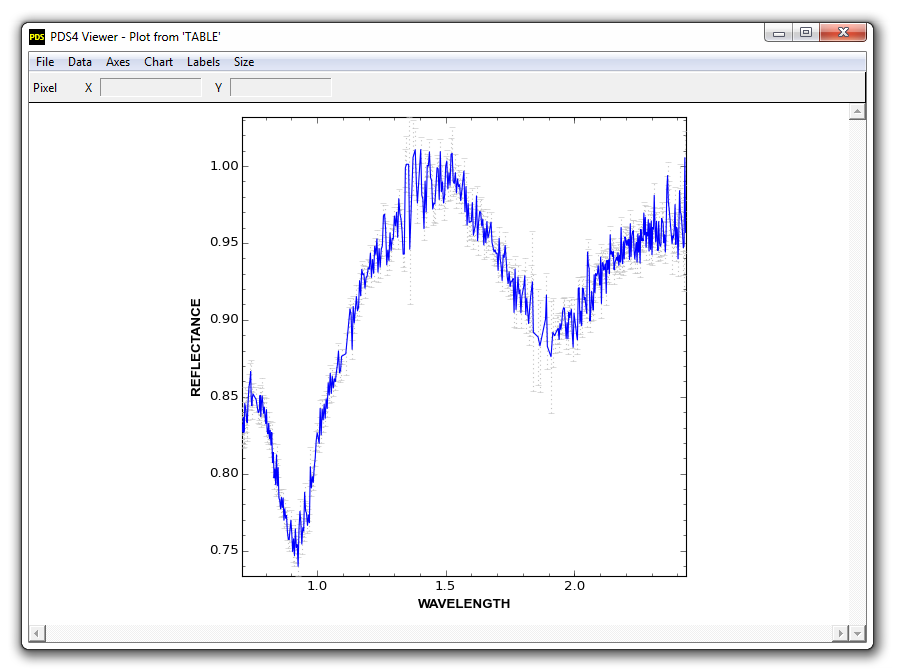 PDS PDS4 Viewer - Plot from 'TABLE'
File Data Axes Chart Labels Size
Pixel X Y
1.00
0.95
0.90
0.85
0.80
0.75
REFLECTANCE
1.0 1.5 2.0
WAVELENGTH